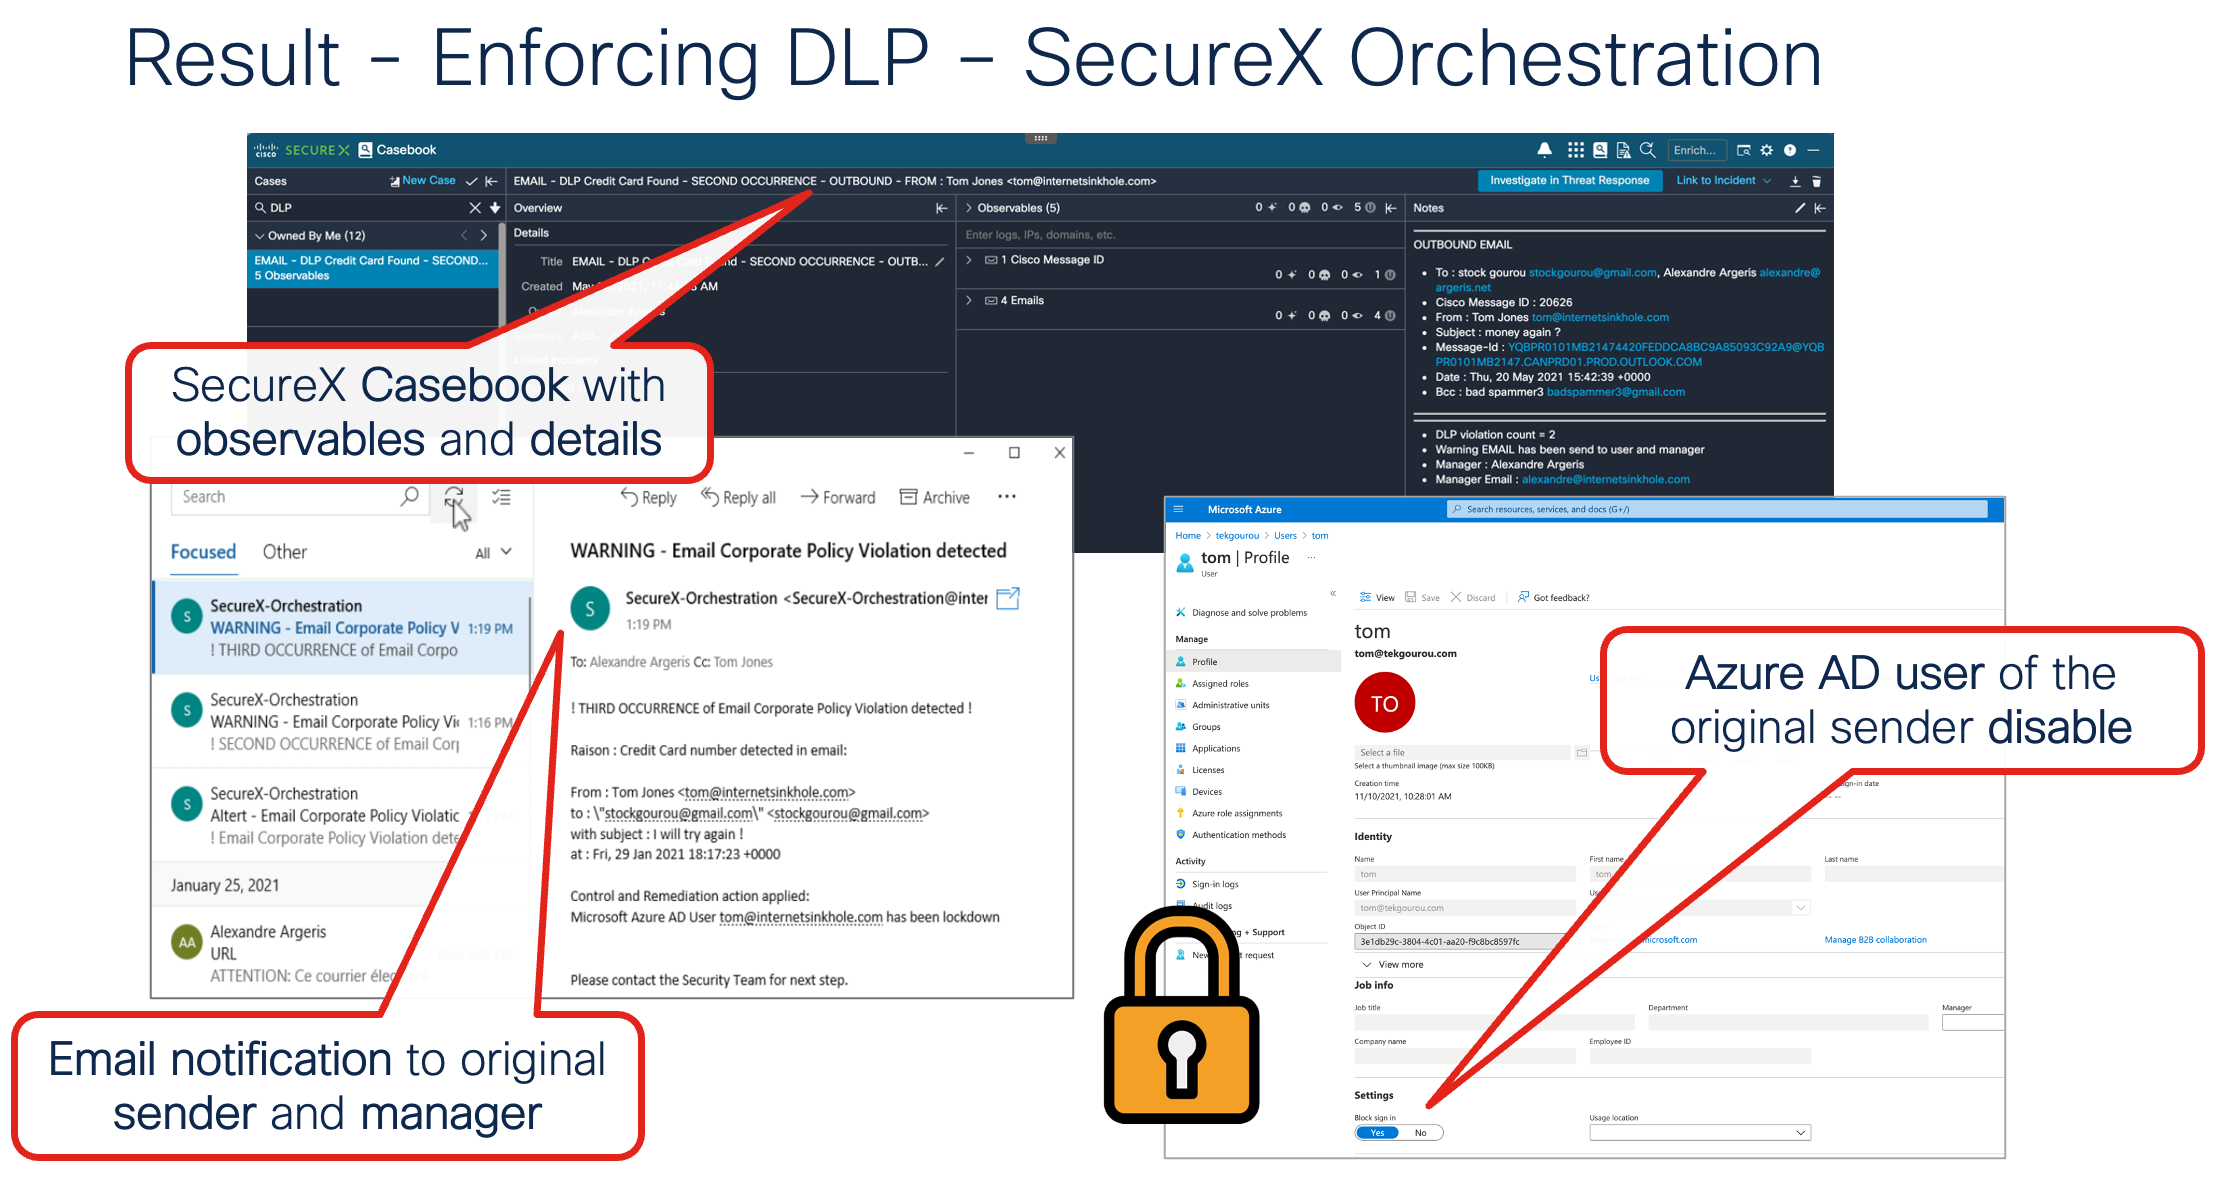 Result - Enforcing DLP – SecureX Orchestration
cisco SECUREX Casebook
Enrich...
Cases
New Case
EMAIL - DLP Credit Card Found - SECOND OCCURRENCE - OUTBOUND - FROM : Tom Jones <tom@internetsinkhole.com>
Investigate in Threat Response
Link to Incident
DLP
Owned By Me (12)
EMAIL - DLP Credit Card Found - SECOND...
5 Observables
Overview
Details
Title EMAIL - DLP Credit Card Found - SECOND OCCURRENCE - OUTB...
Created
AM
Alexandre Argeris
Linked Incidents
Observables (5)
0 0 0 5
Enter logs, IPs, domains, etc.
1 Cisco Message ID
0 0 0 1
4 Emails
0 0 0 4
Notes
OUTBOUND EMAIL
• To : stock gourou stockgourou@gmail.com, Alexandre Argeris alexandre@
argeris.net
• Cisco Message ID : 20626
• From : Tom Jones tom@internetsinkhole.com
• Subject : money again ?
• Message-Id : YQBPR0101MB21474420FEDDCA8BC9A85093C92A9@YQB
PR0101MB2147.CANPRD01.PROD.OUTLOOK.COM
• Date : Thu, 20 May 2021 15:42:39 +0000
• Bcc : bad spammer3 badspammer3@gmail.com
• DLP violation count = 2
• Warning EMAIL has been send to user and manager
• Manager : Alexandre Argeris
• Manager Email : alexandre@internetsinkhole.com
SecureX Casebook with
observables and details
Search
Focused
Other
All
SecureX-Orchestration
WARNING - Email Corporate Policy V 1:19 PM
! THIRD OCCURRENCE of Email Corpo
SecureX-Orchestration
WARNING - Email Corporate Policy Vic 1:16 PM
! SECOND OCCURRENCE of Email Corp
SecureX-Orchestration
Altert - Email Corporate Policy Violatic
! Email Corporate Policy Violation dete
January 25, 2021
AA
Alexandre Argeris
URL
ATTENTION: Ce courrier élec
Reply
Reply all
Forward
Archive
WARNING - Email Corporate Policy Violation detected
S
SecureX-Orchestration <SecureX-Orchestration@inter
1:19 PM
To: Alexandre Argeris Cc: Tom Jones
! THIRD OCCURRENCE of Email Corporate Policy Violation detected !
Raison : Credit Card number detected in email:
From : Tom Jones <tom@internetsinkhole.com>
to : \"stockgourou@gmail.com\" <stockgourou@gmail.com>
with subject : I will try again !
at : Fri, 29 Jan 2021 18:17:23 +0000
Control and Remediation action applied:
Microsoft Azure AD User tom@internetsinkhole.com has been lockdown
Please contact the Security Team for next step.
Email notification to original
sender and manager
Microsoft Azure
Search resources, services, and docs (G+/)
Home > tekgourou > Users > tom
tom | Profile ...
User
Diagnose and solve problems
Manage
Profile
Assigned roles
Administrative units
Groups
Applications
Licenses
Devices
Azure role assignments
Authentication methods
Activity
Sign-in logs
Audit logs
+ Support
request
View
Save
Discard
Got feedback?
tom
tom@tekgourou.com
TO
Select a file
Select a thumbnail image (max size 100KB)
Creation time
11/10/2021, 10:28:01 AM
Azure AD user of the
original sender disable
Identity
Name
tom
First name
tom
Last name
User Principal Name
tom@tekgourou.com
Object ID
3e1db29c-3804-4c01-aa20-f9c8bc8597fc
microsoft.com
Manage B2B collaboration
View more
Job info
Job title
Department
Manager
Company name
Employee ID
Settings
Block sign in
Yes No
Usage location